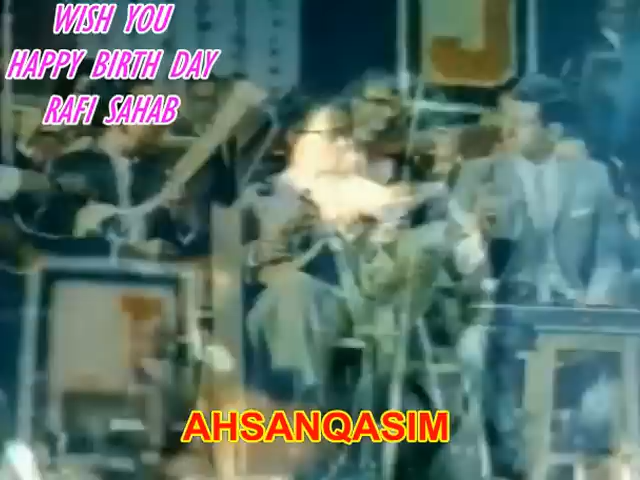 WISH YOU
HAPPY BIRTH DAY
RAFI SAHAB
J
T
AHSANQASIM